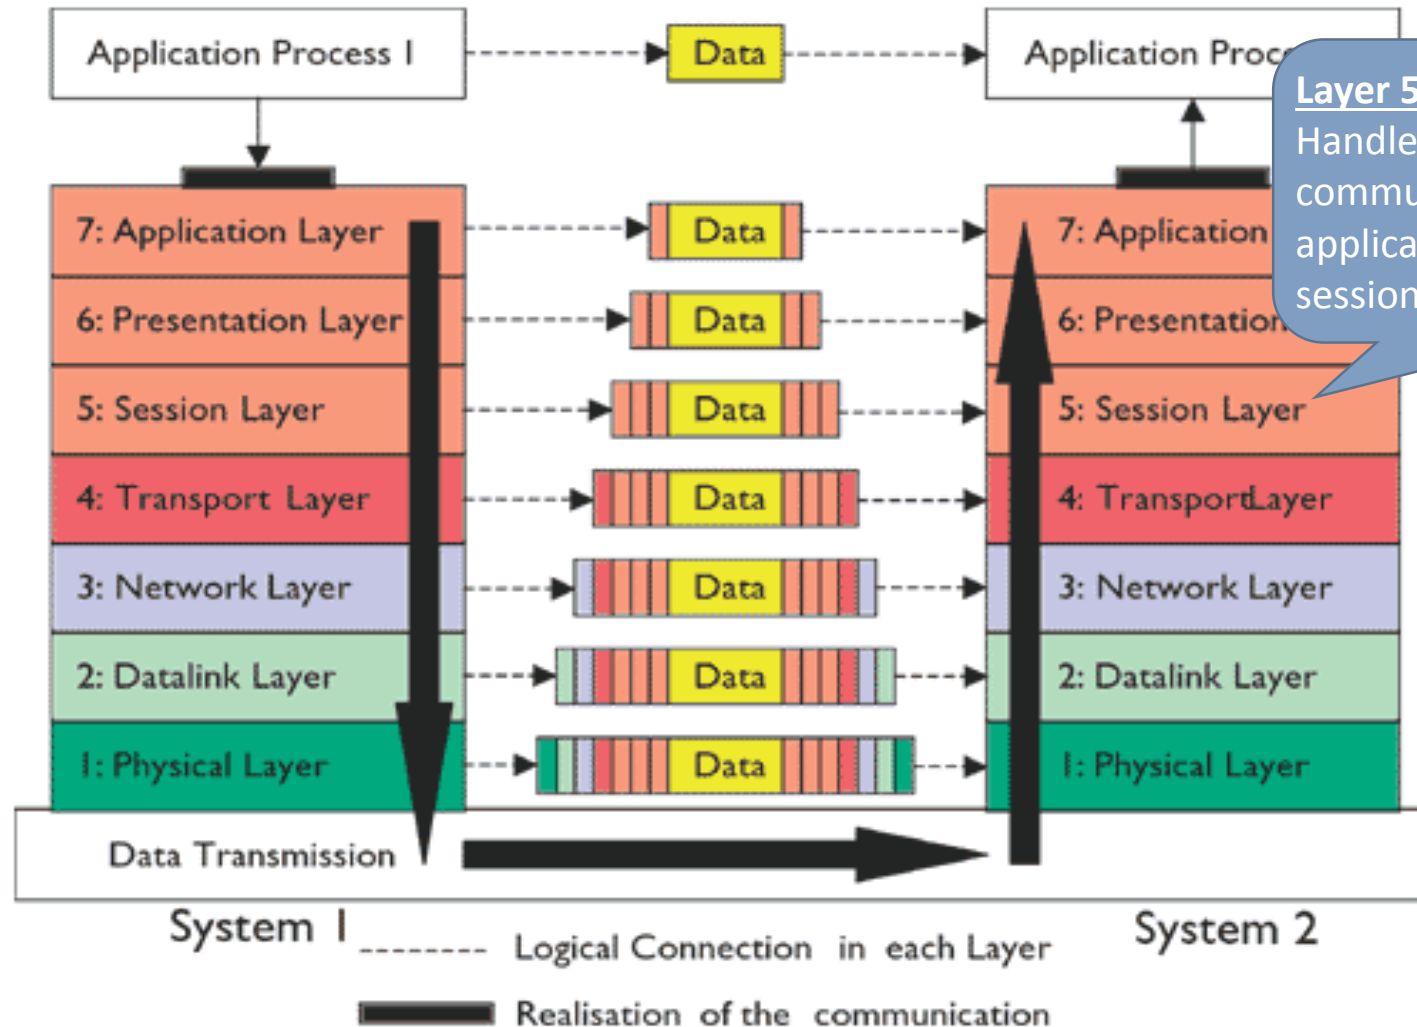 Application Process 1
Data
Application Proc
Layer 5
Handle
commu
applica
session
7: Application Layer
Data
7: Application
6: Presentation Layer
Data
6: Presentation
5: Session Layer
Data
5: Session Layer
4: Transport Layer
Data
4: TransportLayer
3: Network Layer
Data
3: Network Layer
2: Datalink Layer
Data
2: Datalink Layer
1: Physical Layer
Data
1: Physical Layer
Data Transmission
System 1
System 2
Logical Connection in each Layer
Realisation of the communication